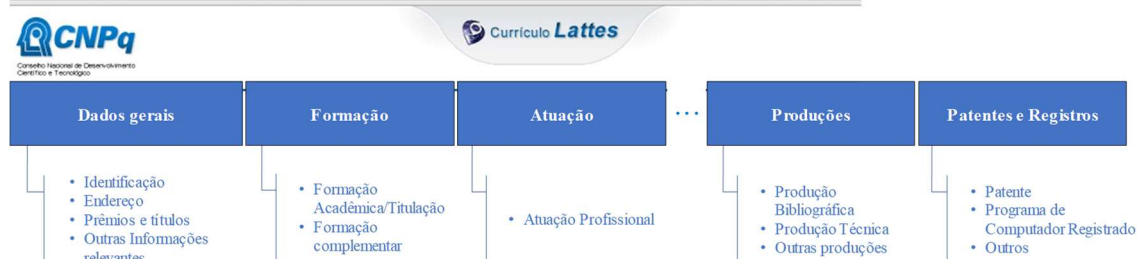 CNPq
Conselho Nacional de Desenvolvimento
Científico e Tecnológico
Currículo Lattes
Dados gerais
Formação
Atuação
...
Produções
Patentes e Registros
• Identificação
• Endereço
• Prêmios e títulos
• Outras Informações
relevantes
• Formação
Acadêmica/Titulação
• Formação
complementar
• Atuação Profissional
• Produção
Bibliográfica
• Produção Técnica
• Outras produções
• Patente
• Programa de
Computador Registrado
• Outros